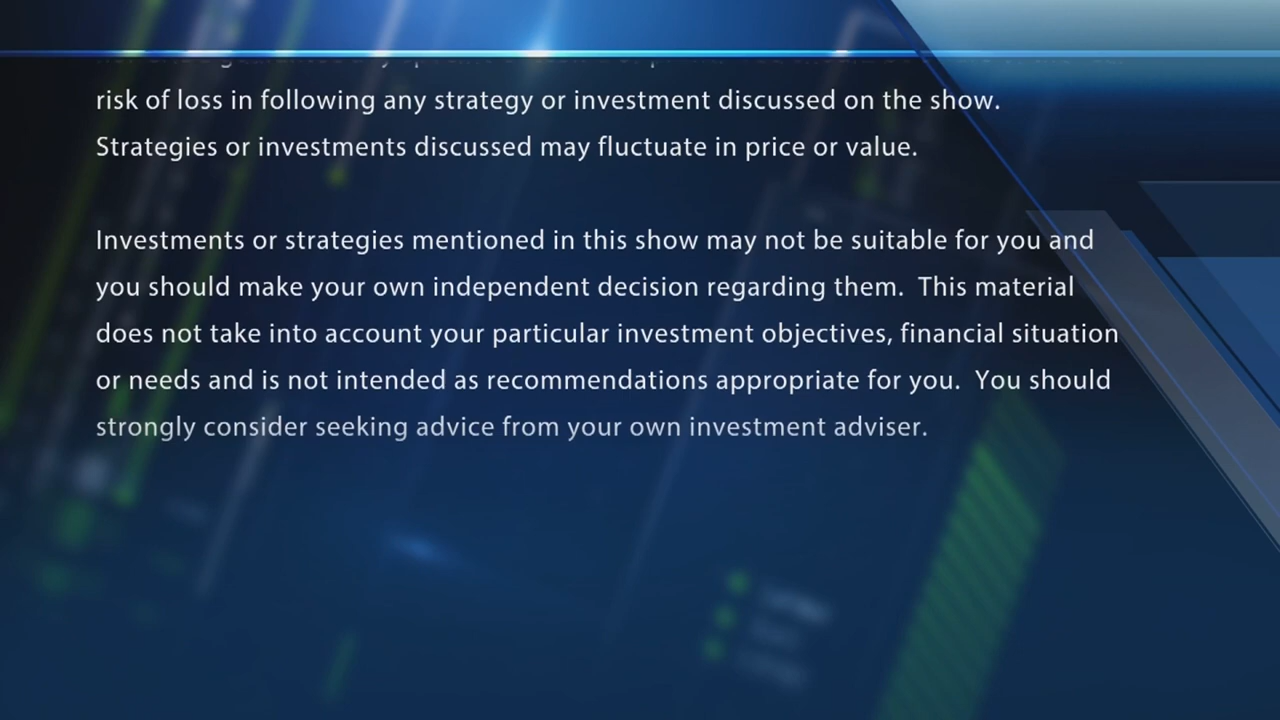 risk of loss in following any strategy or investment discussed on the show.
Strategies or investments discussed may fluctuate in price or value.
Investments or strategies mentioned in this show may not be suitable for you and
you should make your own independent decision regarding them.  This material
does not take into account your particular investment objectives, financial situation
or needs and is not intended as recommendations appropriate for you.  You should
strongly consider seeking advice from your own investment adviser.